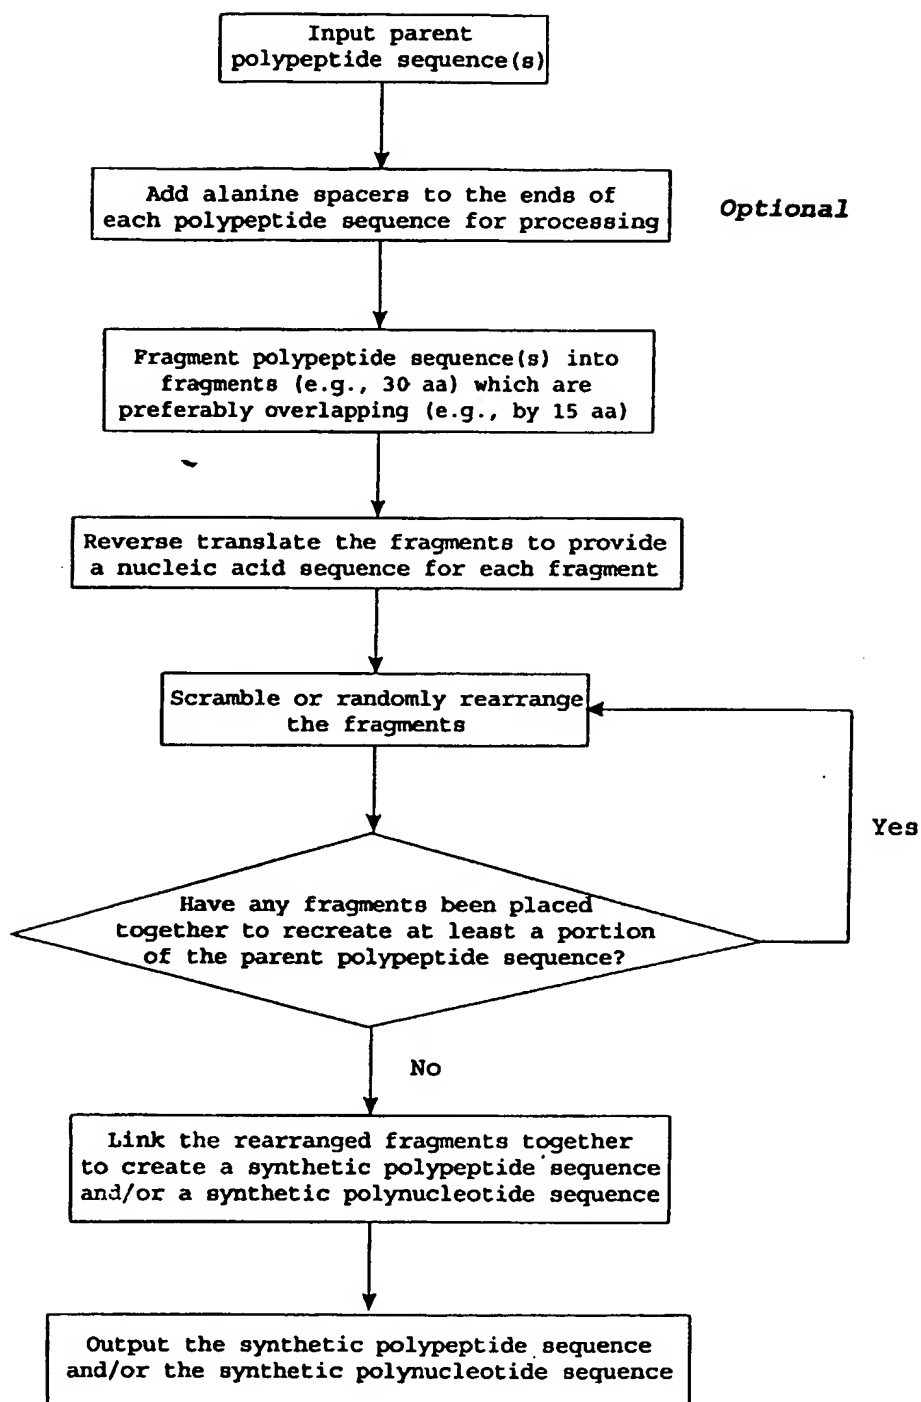 Input parent
polypeptide sequence(s)
Add alanine spacers to the ends of
each polypeptide sequence for processing
Optional
Fragment polypeptide sequence(s) into
fragments (e.g., 30 aa) which are
preferably overlapping (e.g., by 15 aa)
Reverse translate the fragments to provide
a nucleic acid sequence for each fragment
Scramble or randomly rearrange
the fragments
Yes
Have any fragments been placed
together to recreate at least a portion
of the parent polypeptide sequence?
No
Link the rearranged fragments together
to create a synthetic polypeptide sequence
and/or a synthetic polynucleotide sequence
Output the synthetic polypeptide sequence
and/or the synthetic polynucleotide sequence